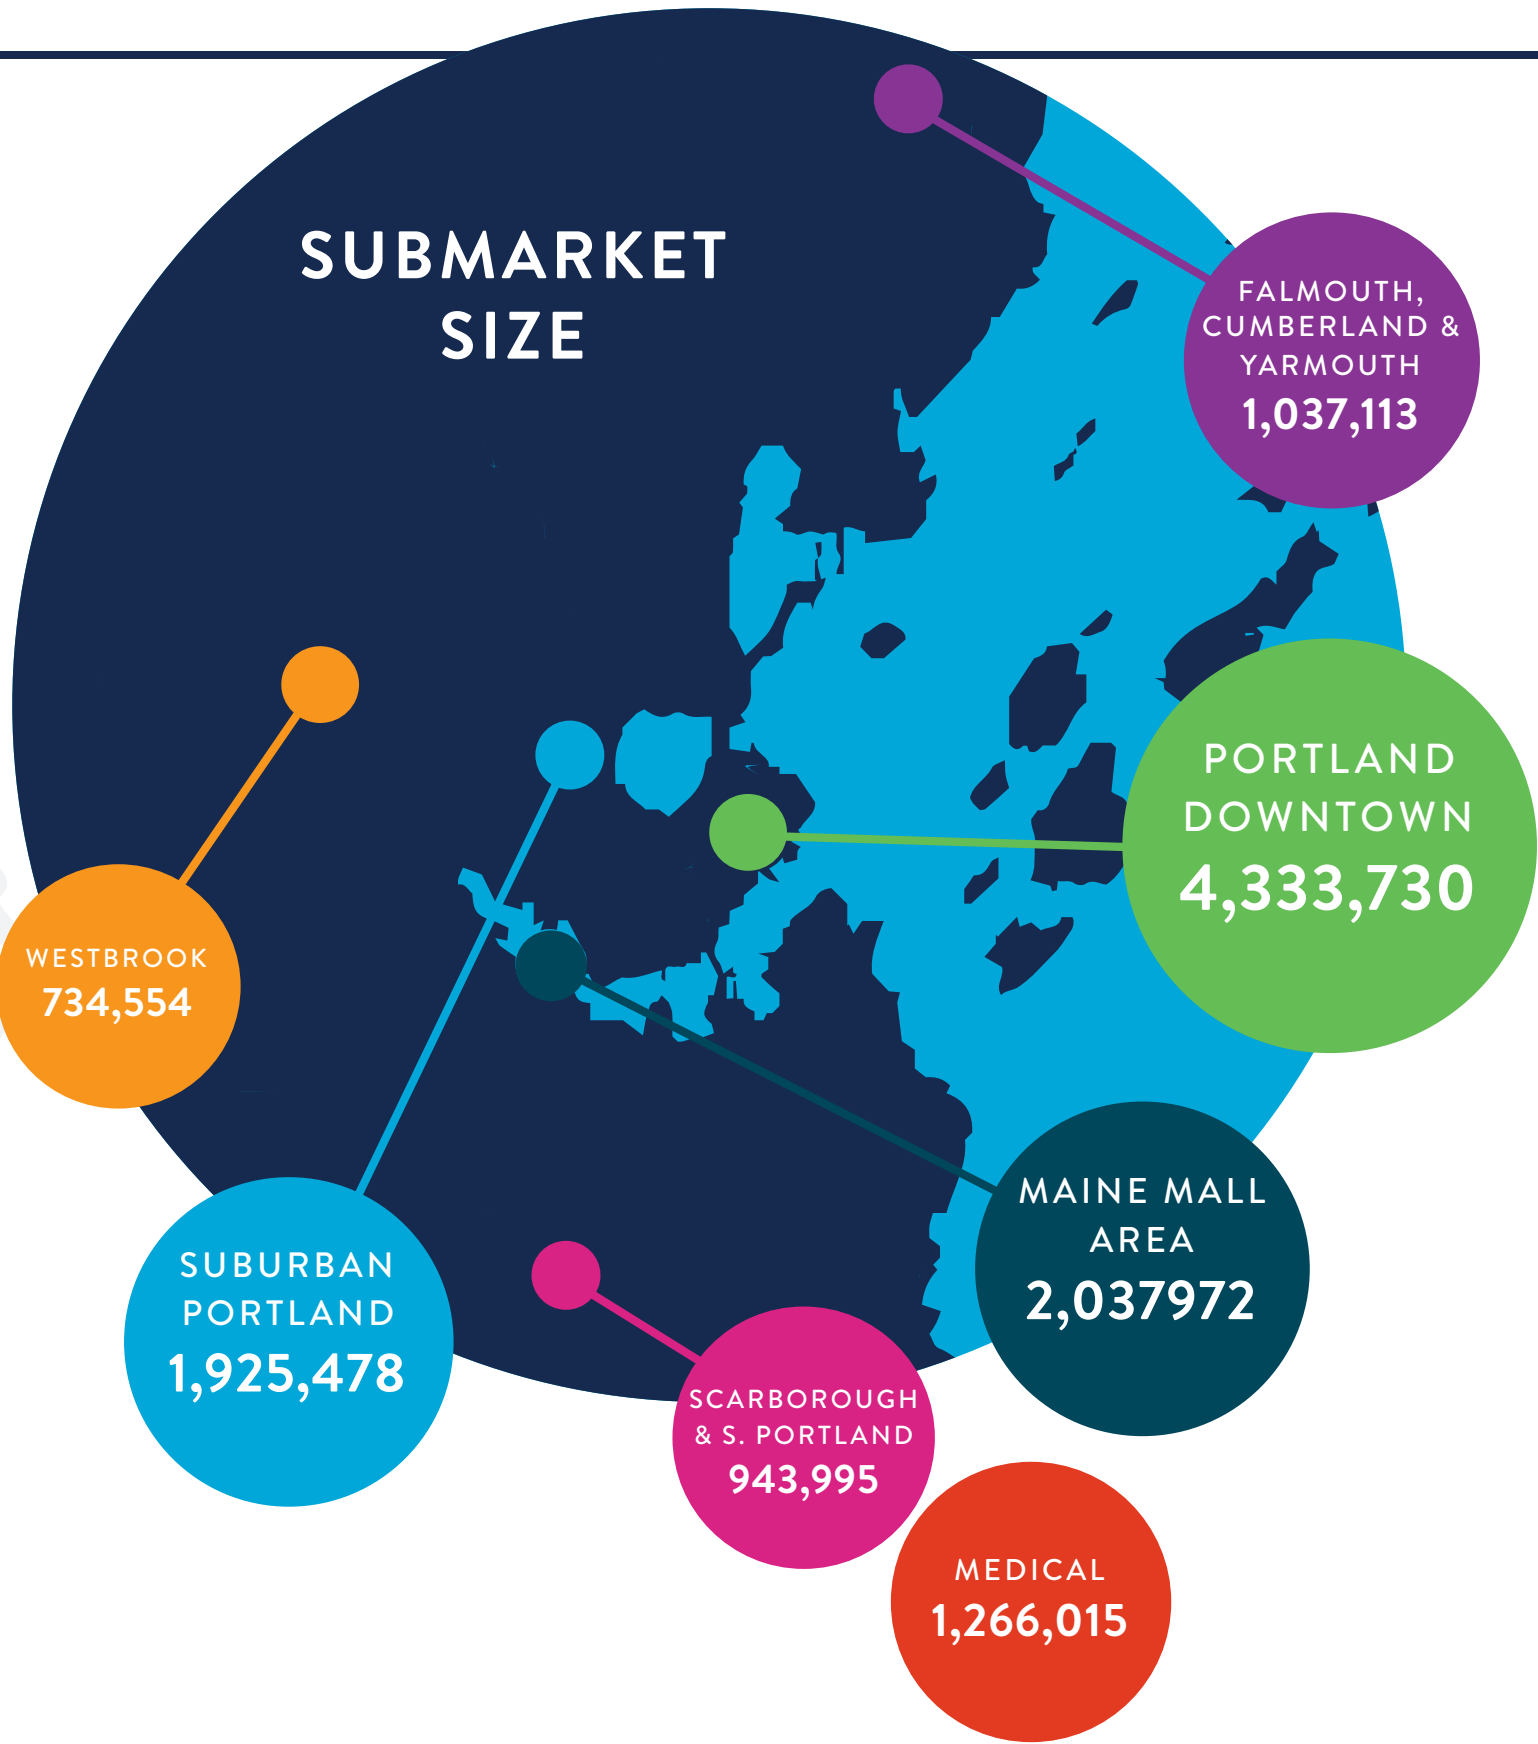 SUBMARKET
SIZE
FALMOUTH,
CUMBERLAND &
YARMOUTH
1,037,113
PORTLAND
DOWNTOWN
4,333,730
WESTBROOK
734,554
MAINE MALL
AREA
2,037972
SUBURBAN
PORTLAND
1,925,478
SCARBOROUGH
& S. PORTLAND
943,995
MEDICAL
1,266,015